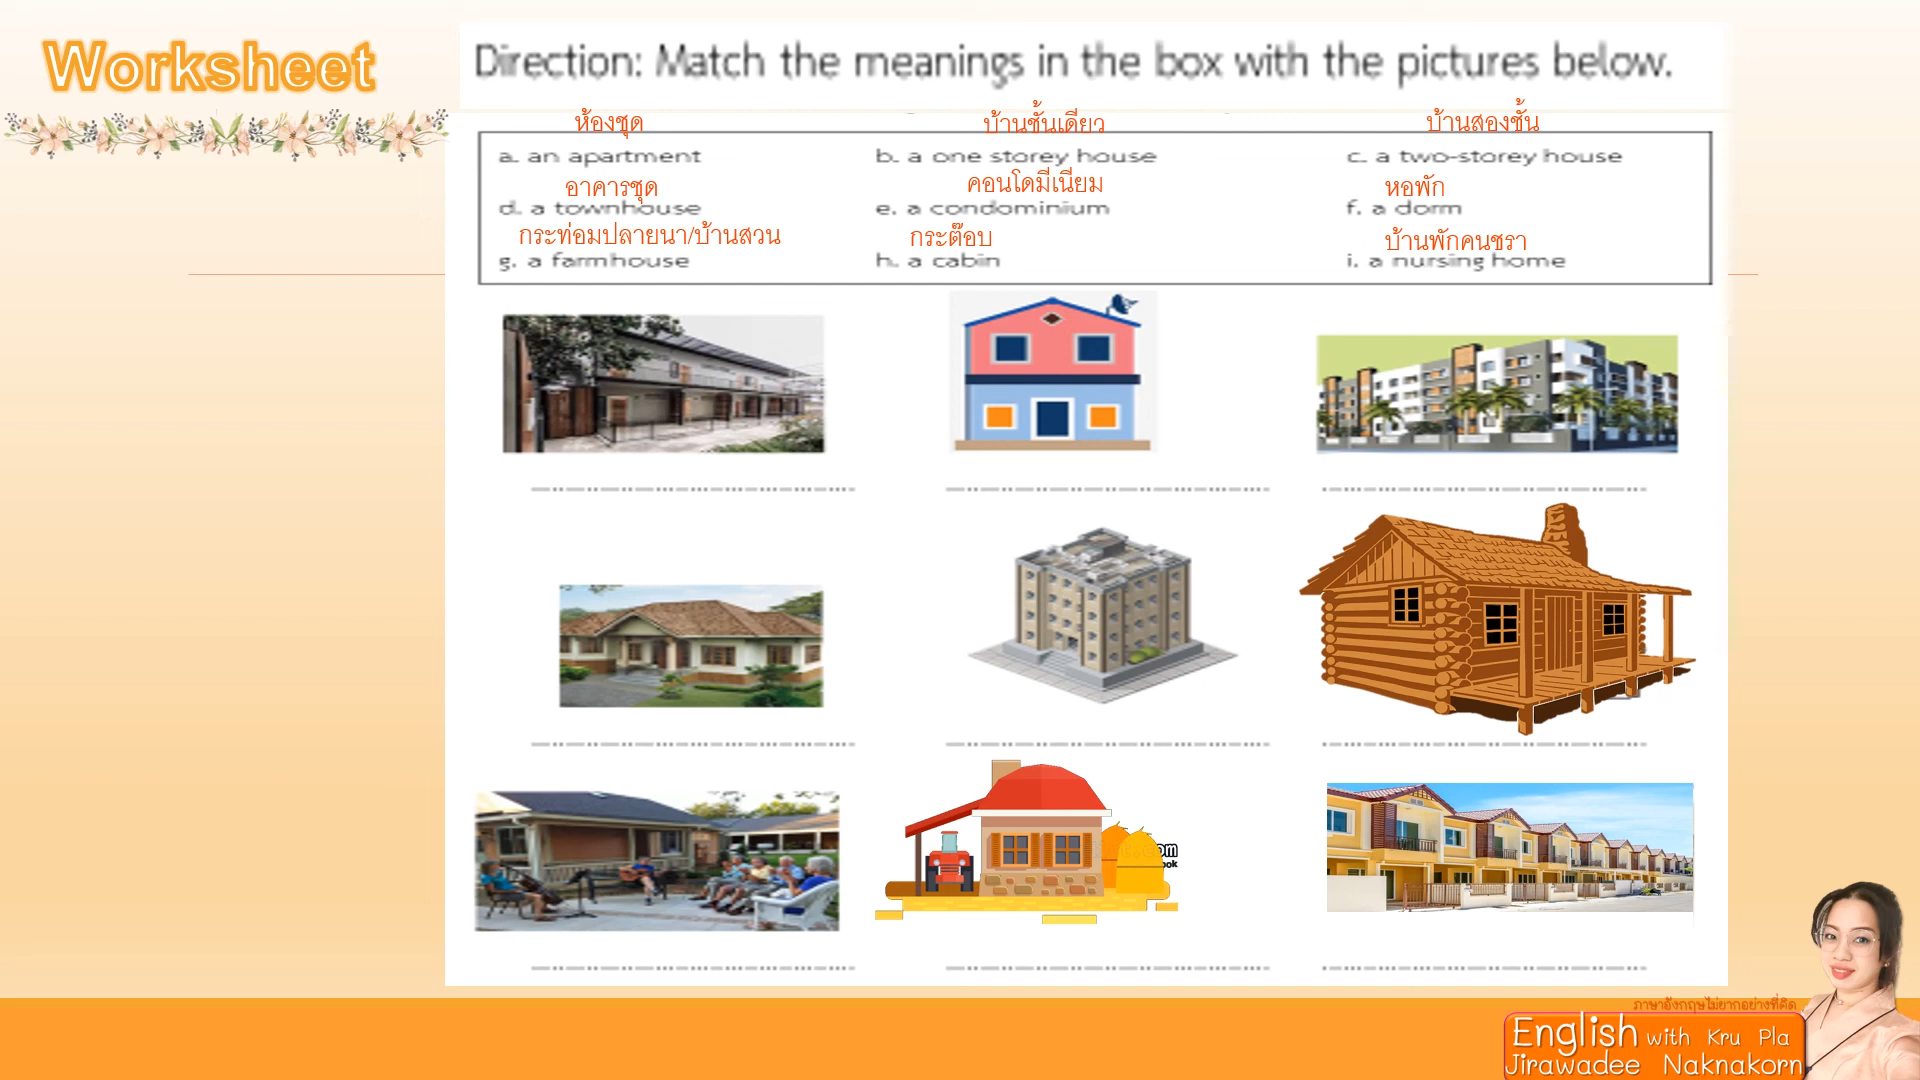 Worksheet
Direction: Match the meanings in the box with the pictures below.
ห้องชุด บ้านชั้นเดียว บ้านสองชั้น
a. an apartment b. a one storey house c. a two-storey house
อาคารชุด คอนโดมีเนียม หอพัก
d. a townhouse e. a condominium f. a dorm
กระท่อมปลายนา/บ้านสวน กระต๊อบ บ้านพักคนชรา
g. a farmhouse h. a cabin i. a nursing home
ภาษาอังกฤษไม่ยากอย่างที่คิด
English with Kru Pla
Jirawadee Naknakorn